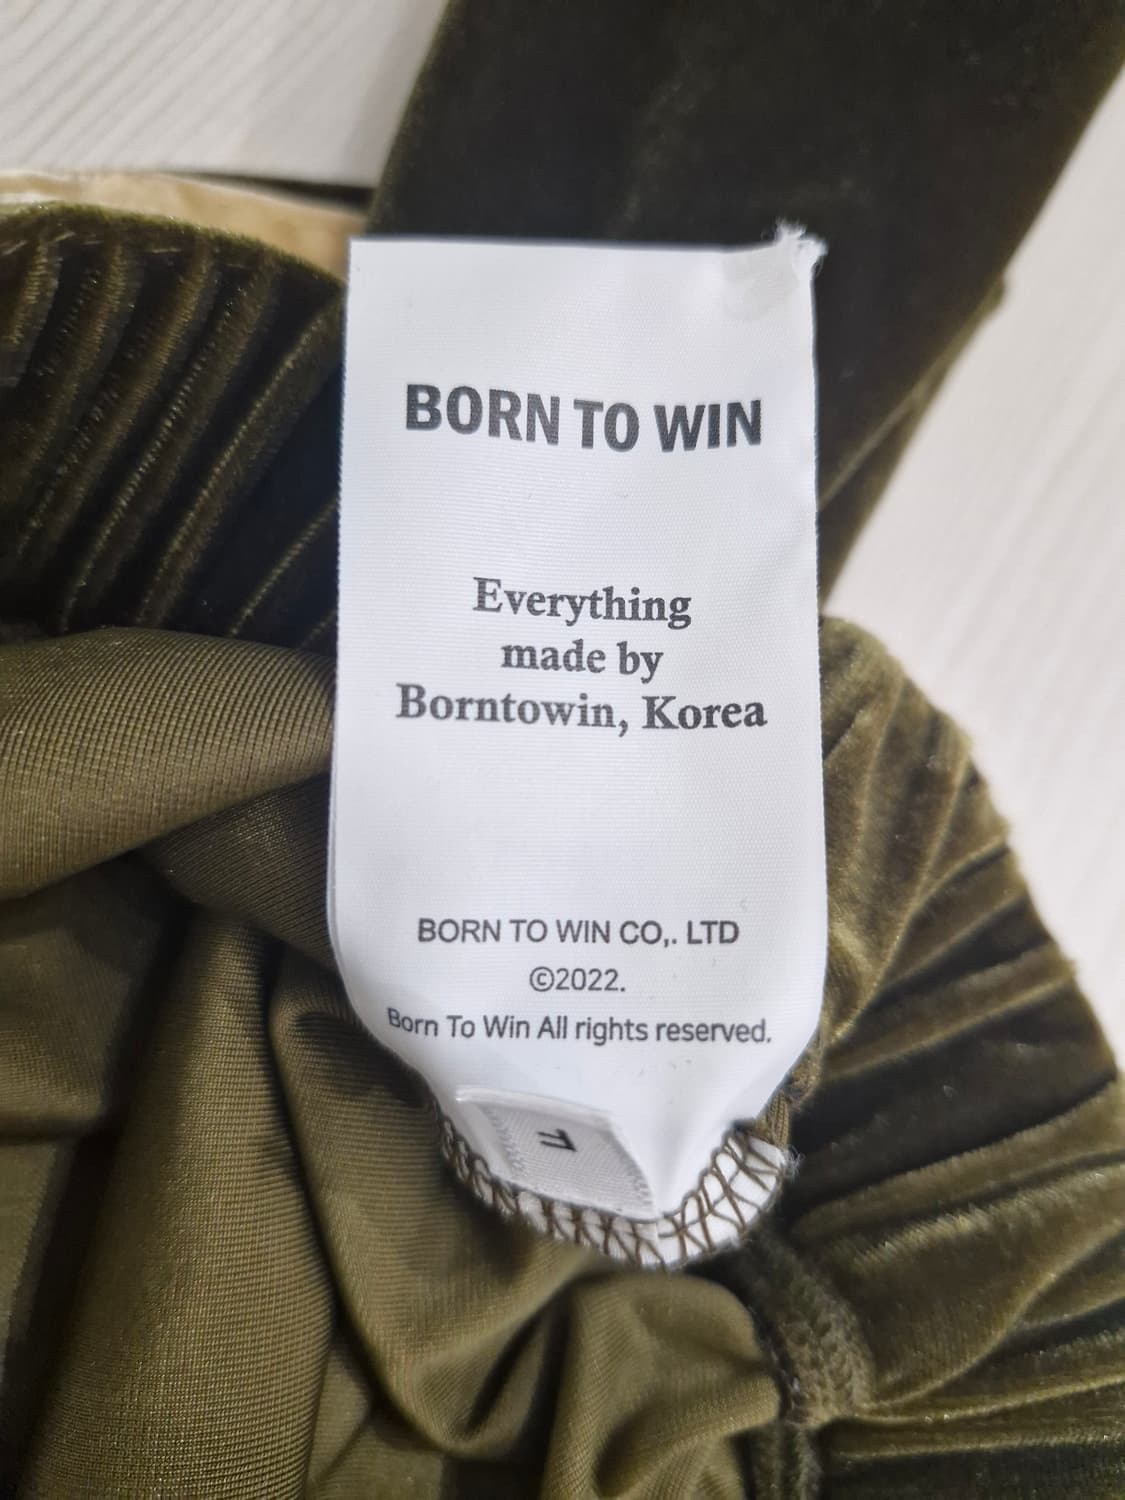 BORN TO WIN
Everything
made by
Borntowin, Korea
BORN TO WIN CO,. LTD
©2022.
Born To Win All rights reserved.